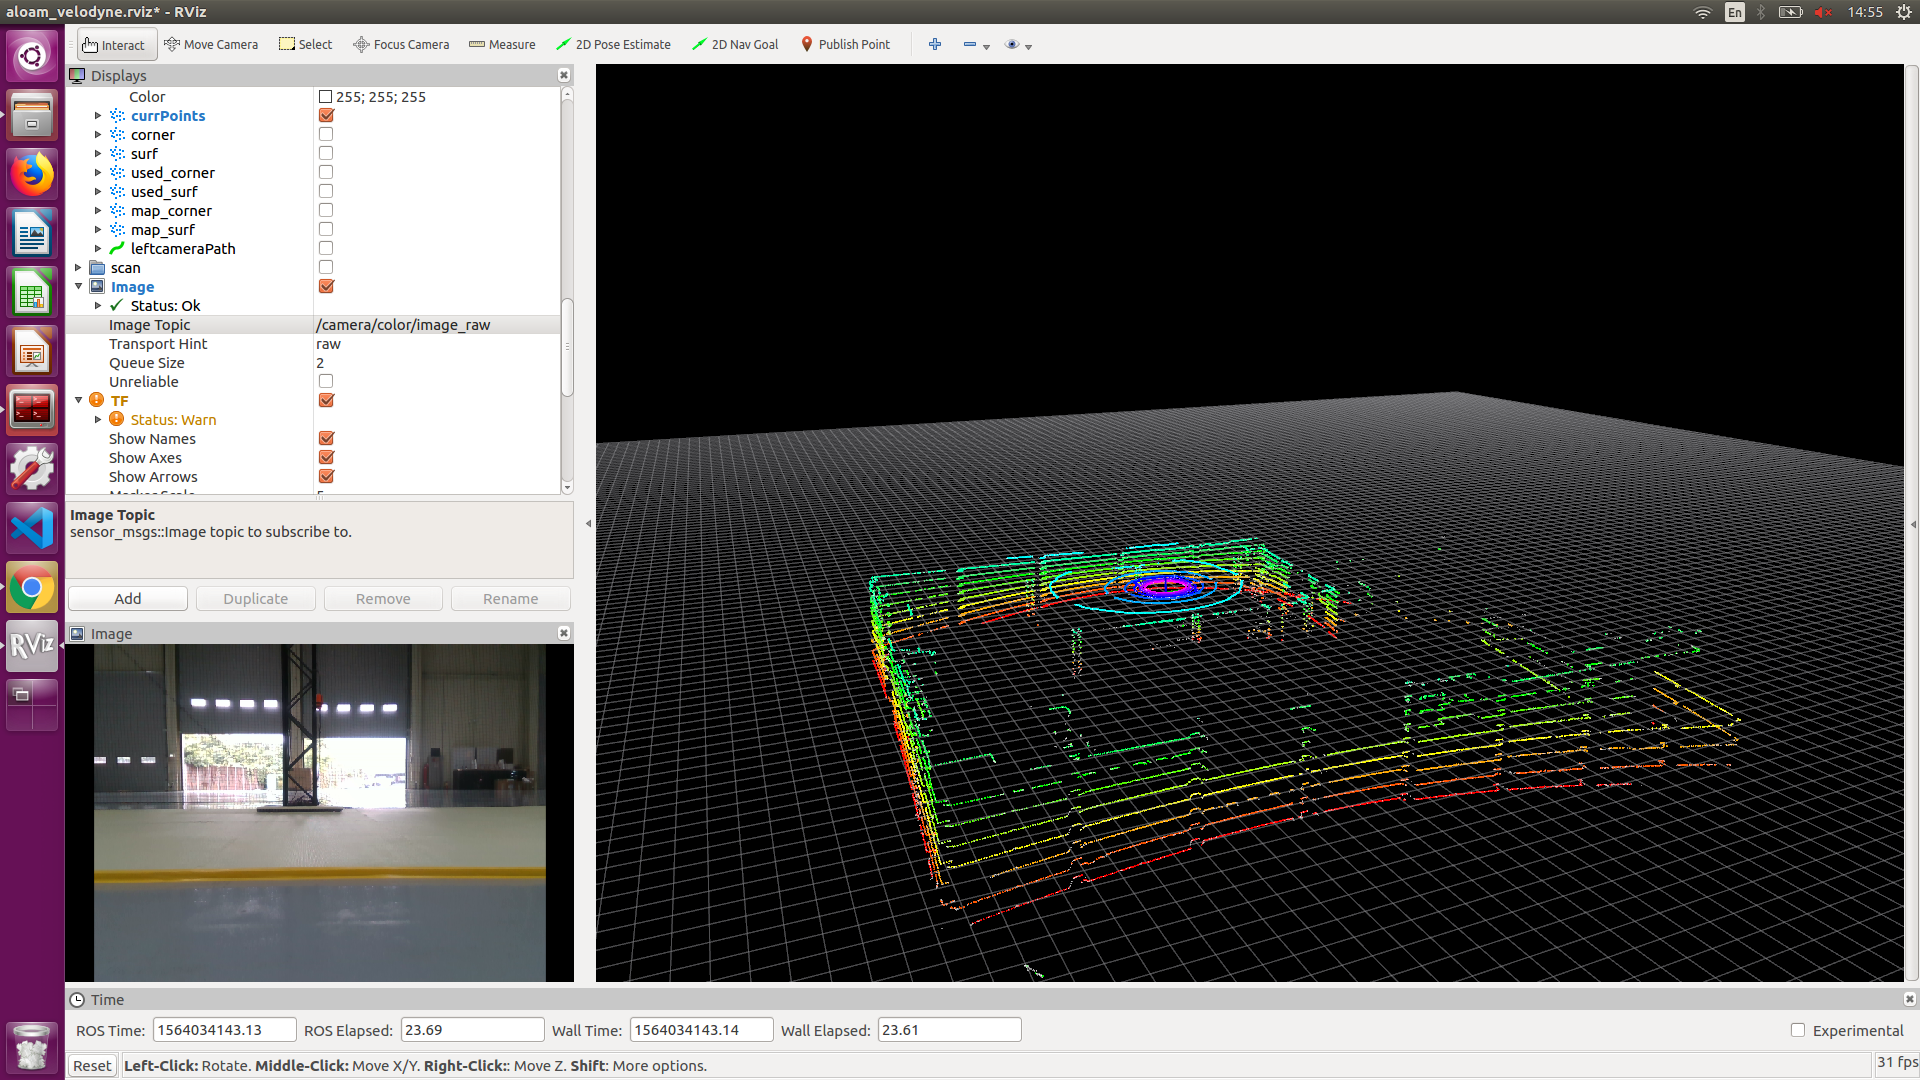 aloam_velodyne.rviz* - RViz
En
14:55
Interact Move Camera Select Focus Camera Measure 2D Pose Estimate 2D Nav Goal Publish Point
Displays
Color 255; 255; 255
currPoints
corner
surf
used_corner
used_surf
map_corner
map_surf
leftcameraPath
scan
Image
Status: Ok
Image Topic /camera/color/image_raw
Transport Hint raw
Queue Size 2
Unreliable
TF
Status: Warn
Show Names
Show Axes
Show Arrows
Marker Scale
Image Topic
sensor_msgs::Image topic to subscribe to.
Add Duplicate Remove Rename
RViz
Image
Time
ROS Time: 1564034143.13 ROS Elapsed: 23.69 Wall Time: 1564034143.14 Wall Elapsed: 23.61 Experimental
Reset Left-Click: Rotate. Middle-Click: Move X/Y. Right-Click:: Move Z. Shift: More options. 31 fps